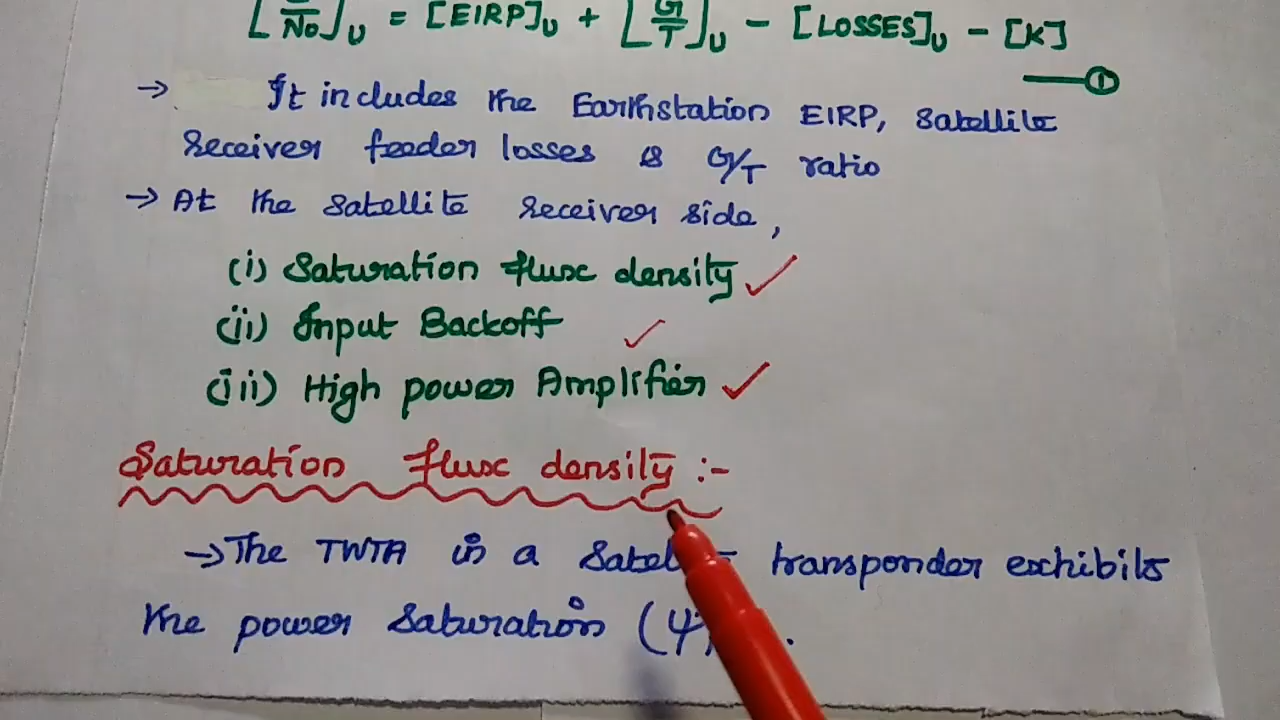 [C/No]U = [EIRP]U + [G/T]U - [LOSSES]U - [K]
①
→ It includes the Earthstation EIRP, Satellite
receiver feeder losses & G/T ratio
→ At the satellite receiver side,
(i) Saturation flux density ✓
(ii) Input Backoff ✓
(iii) High power Amplifier ✓
Saturation flux density :-
→ The TWTA in a transponder exhibits
the power Saturation (Ψ